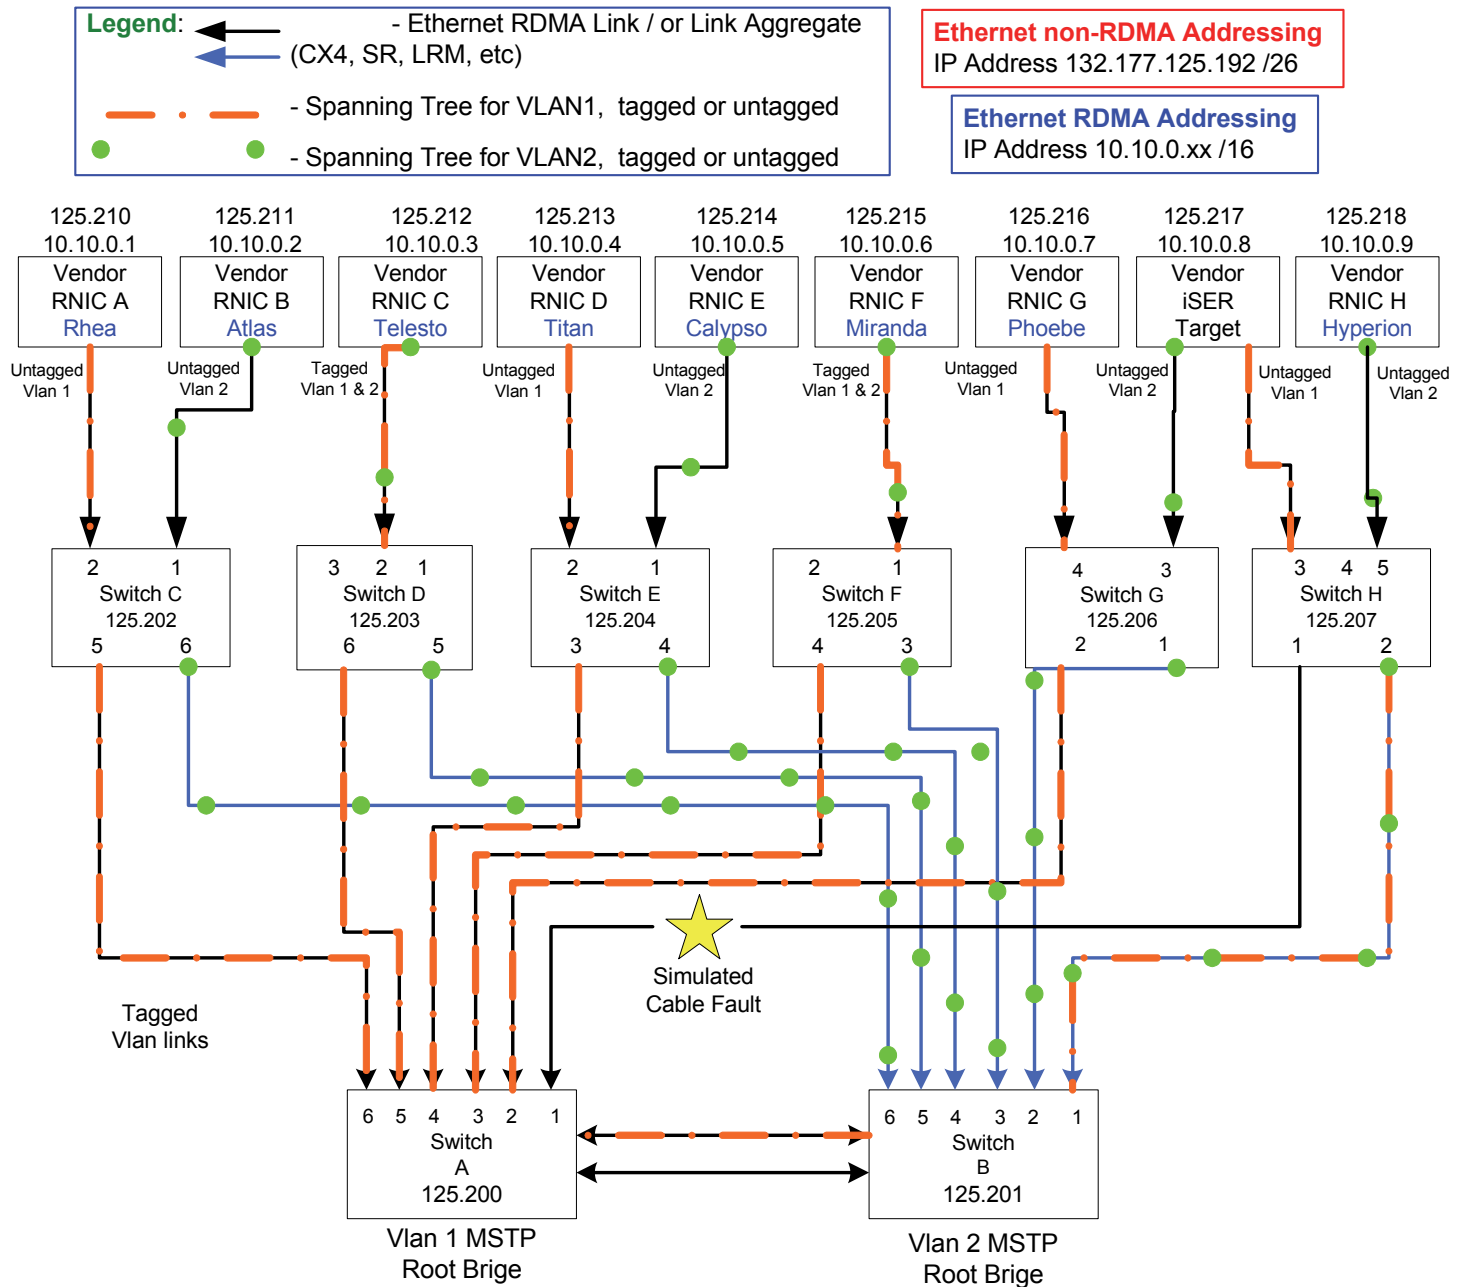 Legend: - Ethernet RDMA Link / or Link Aggregate
(CX4, SR, LRM, etc)
- Spanning Tree for VLAN1, tagged or untagged
- Spanning Tree for VLAN2, tagged or untagged
Ethernet non-RDMA Addressing
IP Address 132.177.125.192 /26
Ethernet RDMA Addressing
IP Address 10.10.0.xx /16
125.210
10.10.0.1
Vendor
RNIC A
Rhea
125.211
10.10.0.2
Vendor
RNIC B
Atlas
125.212
10.10.0.3
Vendor
RNIC C
Telesto
125.213
10.10.0.4
Vendor
RNIC D
Titan
125.214
10.10.0.5
Vendor
RNIC E
Calypso
125.215
10.10.0.6
Vendor
RNIC F
Miranda
125.216
10.10.0.7
Vendor
RNIC G
Phoebe
125.217
10.10.0.8
Vendor
iSER
Target
125.218
10.10.0.9
Vendor
RNIC H
Hyperion
Untagged
Vlan 1
Untagged
Vlan 2
Tagged
Vlan 1 & 2
Untagged
Vlan 1
Untagged
Vlan 2
Tagged
Vlan 1 & 2
Untagged
Vlan 1
Untagged
Vlan 2
Untagged
Vlan 1
Untagged
Vlan 2
2 1
Switch C
125.202
5 6
3 2 1
Switch D
125.203
6 5
2 1
Switch E
125.204
3 4
2 1
Switch F
125.205
4 3
4 3
Switch G
125.206
2 1
3 4 5
Switch H
125.207
1 2
Simulated
Cable Fault
Tagged
Vlan links
6 5 4 3 2 1
Switch
A
125.200
6 5 4 3 2 1
Switch
B
125.201
Vlan 1 MSTP
Root Brige
Vlan 2 MSTP
Root Brige